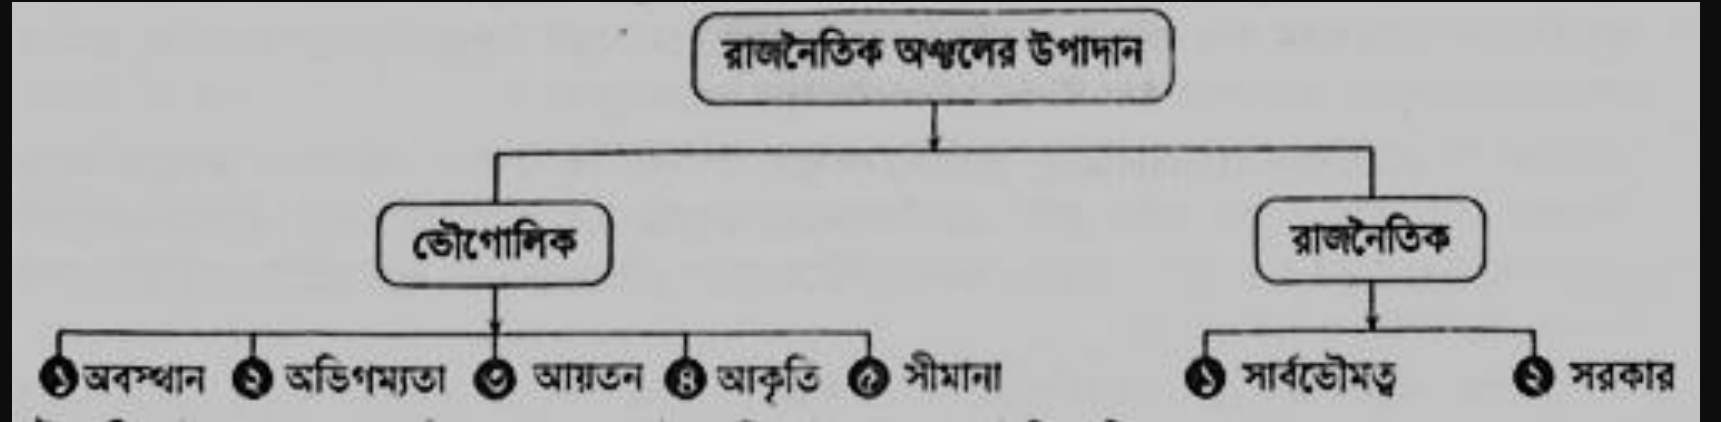 রাজনৈতিক অঞ্চলের উপাদান
ভৌগোলিক রাজনৈতিক
১ অবস্থান ২ অভিগম্যতা ৩ আয়তন ৪ আকৃতি ৫ সীমানা ১ সার্বভৌমত্ব ২ সরকার